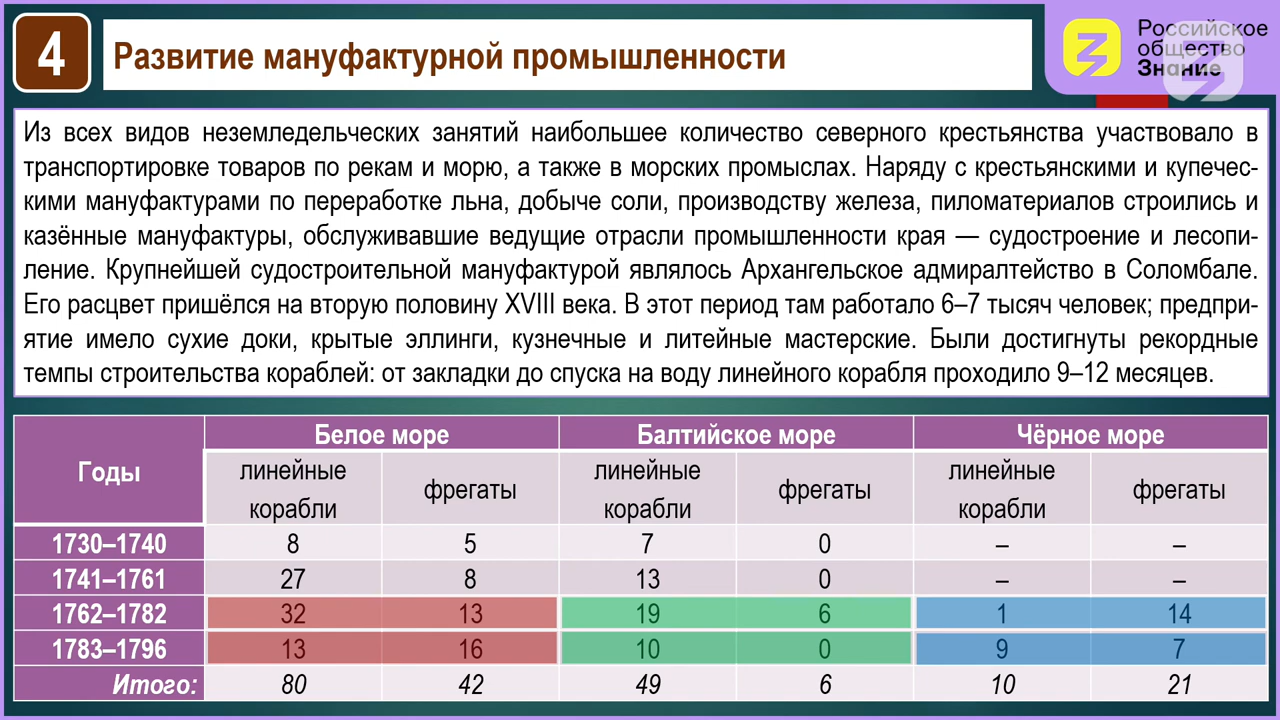 4
Развитие мануфактурной промышленности
Российское
общество
Знание
Из всех видов неземледельческих занятий наибольшее количество северного крестьянства участвовало в
транспортировке товаров по рекам и морю, а также в морских промыслах. Наряду с крестьянскими и купечес-
кими мануфактурами по переработке льна, добыче соли, производству железа, пиломатериалов строились и
казённые мануфактуры, обслуживавшие ведущие отрасли промышленности края — судостроение и лесопи-
ление. Крупнейшей судостроительной мануфактурой являлось Архангельское адмиралтейство в Соломбале.
Его расцвет пришёлся на вторую половину XVIII века. В этот период там работало 6–7 тысяч человек; предпри-
ятие имело сухие доки, крытые эллинги, кузнечные и литейные мастерские. Были достигнуты рекордные
темпы строительства кораблей: от закладки до спуска на воду линейного корабля проходило 9–12 месяцев.
Годы Белое море Балтийское море Чёрное море
линейные корабли фрегаты линейные корабли фрегаты линейные корабли фрегаты
1730–1740 8 5 7 0 – –
1741–1761 27 8 13 0 – –
1762–1782 32 13 19 6 1 14
1783–1796 13 16 10 0 9 7
Итого: 80 42 49 6 10 21